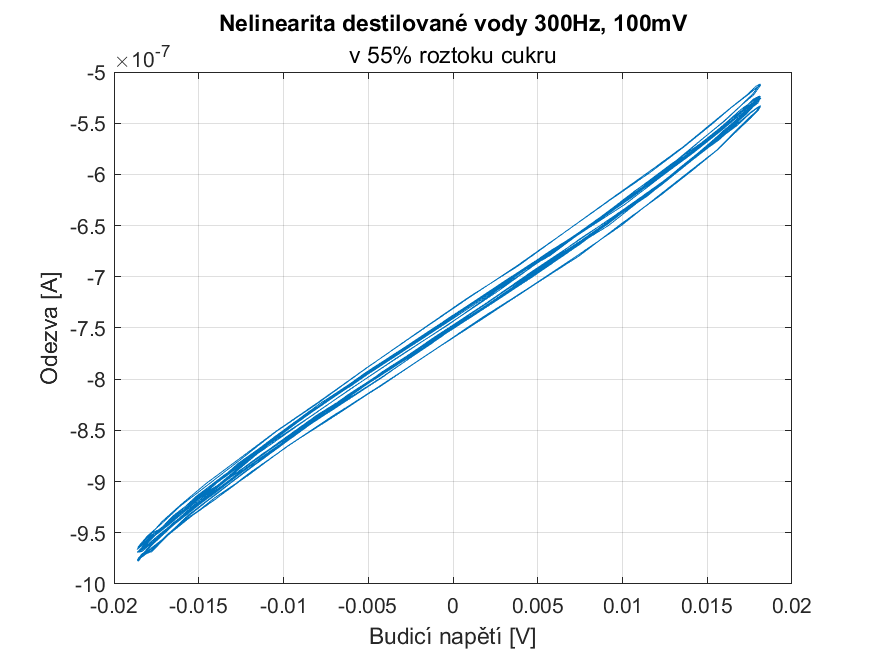 Nelinearita destilované vody 300Hz, 100mV
v 55% roztoku cukru
×10^-7
-5
-5.5
-6
-6.5
-7
-7.5
-8
-8.5
-9
-9.5
-10
-0.02 -0.015 -0.01 -0.005 0 0.005 0.01 0.015 0.02
Odezva [A]
Budicí napětí [V]